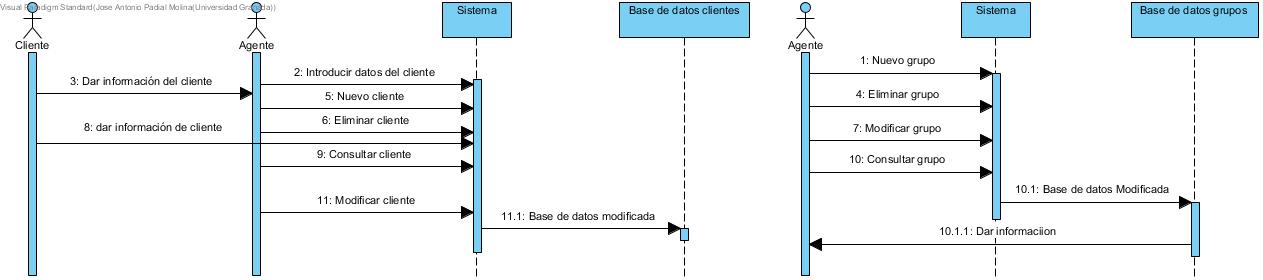 Visual Paradigm Standard(Jose Antonio Padial Molina(Universidad Granada))
Cliente
Agente
Sistema
Base de datos clientes
3: Dar información del cliente
2: Introducir datos del cliente
5: Nuevo cliente
6: Eliminar cliente
8: dar información de cliente
9: Consultar cliente
11: Modificar cliente
11.1: Base de datos modificada
Agente
Sistema
Base de datos grupos
1: Nuevo grupo
4: Eliminar grupo
7: Modificar grupo
10: Consultar grupo
10.1: Base de datos Modificada
10.1.1: Dar informaciion